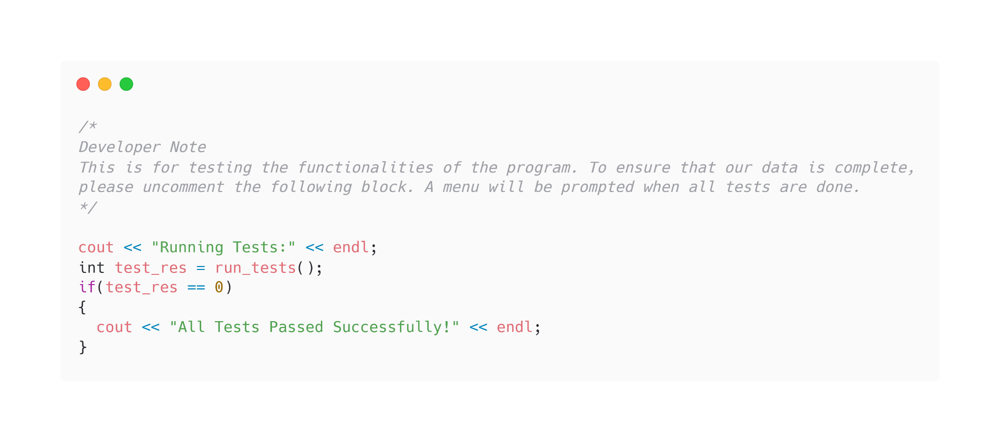 /*
Developer Note
This is for testing the functionalities of the program. To ensure that our data is complete,
please uncomment the following block. A menu will be prompted when all tests are done.
*/

cout << "Running Tests:" << endl;
int test_res = run_tests();
if(test_res == 0)
{
  cout << "All Tests Passed Successfully!" << endl;
}